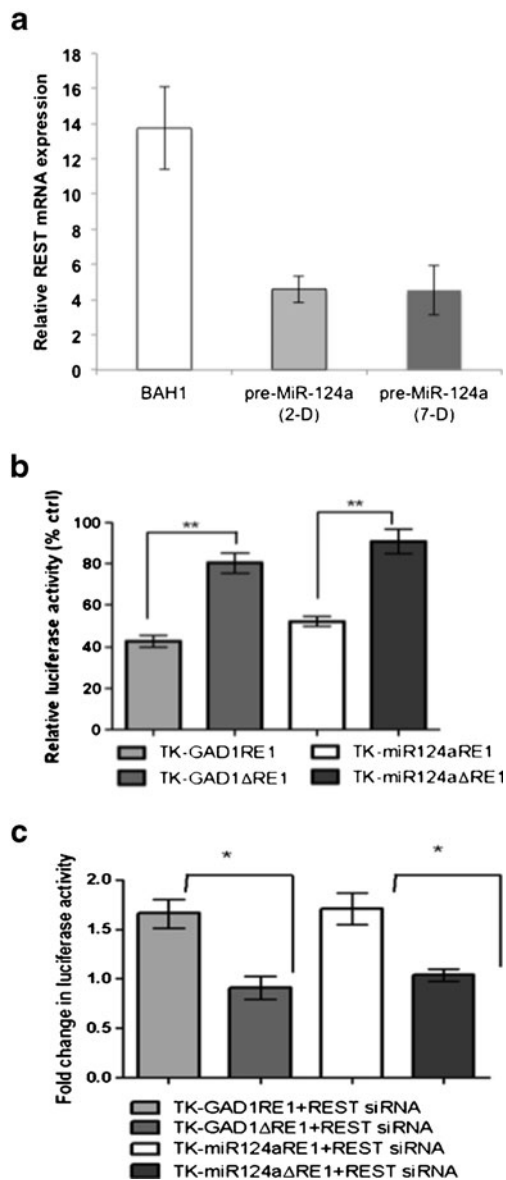 a
Relative REST mRNA expression
18
16
14
12
10
8
6
4
2
0
BAH1
pre-MiR-124a
(2-D)
pre-MiR-124a
(7-D)
b
Relative luciferase activity (% ctrl)
100
80
60
40
20
0
**
**
TK-GAD1RE1
TK-miR124aRE1
TK-GAD1ΔRE1
TK-miR124aΔRE1
c
Fold change in luciferase activity
2.0
1.5
1.0
0.5
0.0
*
*
TK-GAD1RE1+REST siRNA
TK-GAD1ΔRE1+REST siRNA
TK-miR124aRE1+REST siRNA
TK-miR124aΔRE1+REST siRNA